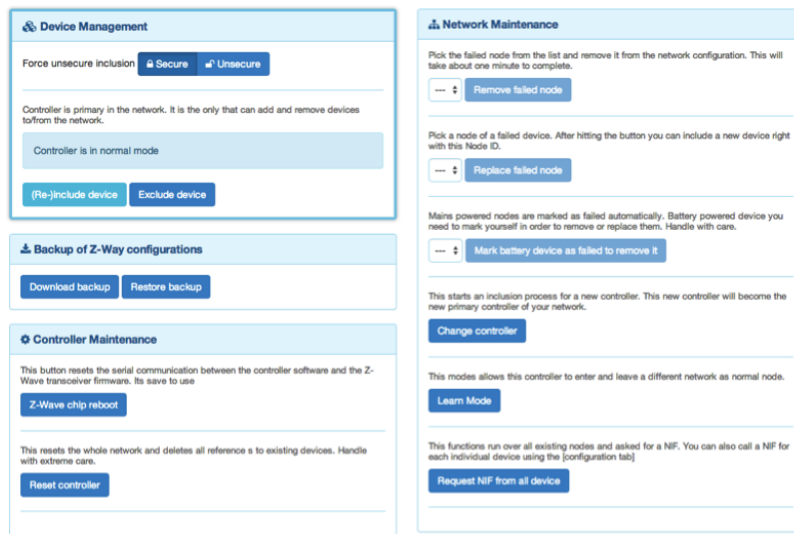 Device Management
Force unsecure inclusion Secure Unsecure
Controller is primary in the network. It is the only that can add and remove devices
to/from the network.
Controller is in normal mode
(Re-)Include device Exclude device
Backup of Z-Way configurations
Download backup Restore backup
Controller Maintenance
This button resets the serial communication between the controller software and the Z-
Wave transceiver firmware. Its save to use
Z-Wave chip reboot
This resets the whole network and deletes all reference s to existing devices. Handle
with extreme care.
Reset controller
Network Maintenance
Pick the failed node from the list and remove it from the network configuration. This will
take about one minute to complete.
--- Remove failed node
Pick a node of a failed device. After hitting the button you can include a new device right
with this Node ID.
--- Replace failed node
Mains powered nodes are marked as failed automatically. Battery powered device you
need to mark yourself in order to remove or replace them. Handle with care.
--- Mark battery device as failed to remove it
This starts an inclusion process for a new controller. This new controller will become the
new primary controller of your network.
Change controller
This modes allows this controller to enter and leave a different network as normal node.
Learn Mode
This functions run over all existing nodes and asked for a NIF. You can also call a NIF for
each individual device using the [configuration tab]
Request NIF from all device